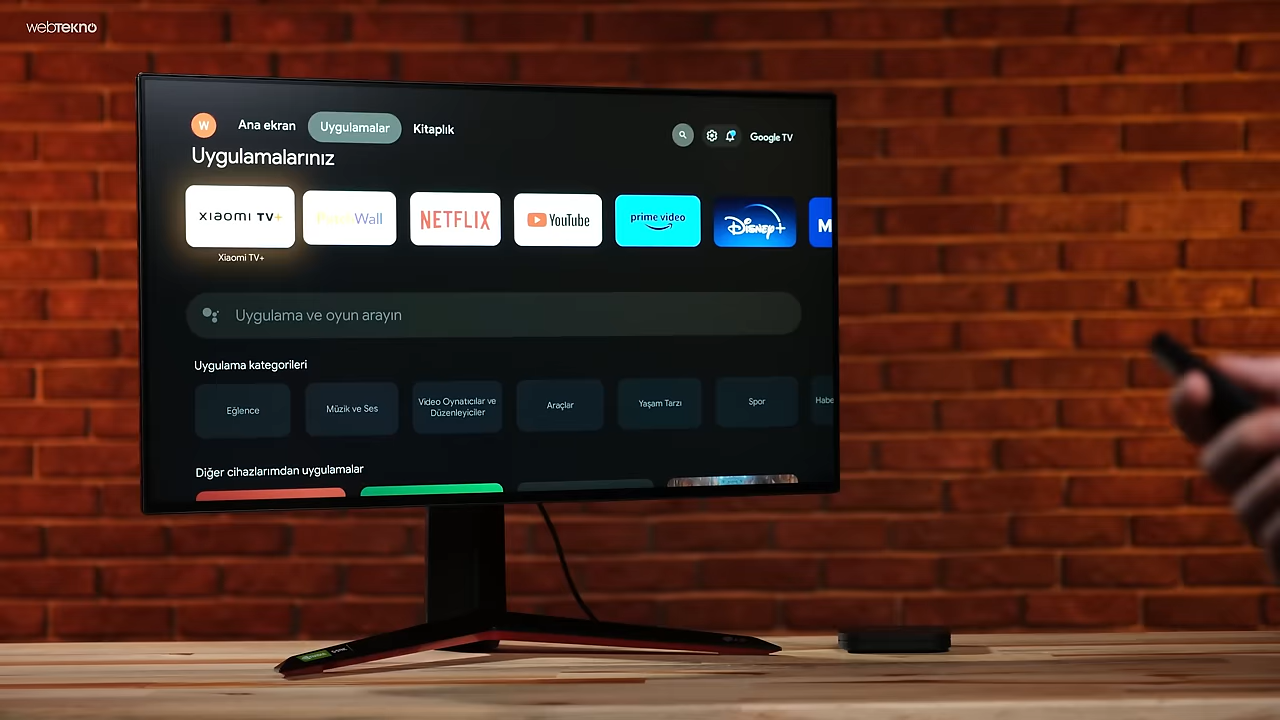 webtekno
W
Ana ekran
Uygulamalar
Kitaplık
Google TV
Uygulamalarınız
xiaomi TV+
Wall
NETFLIX
YouTube
prime video
Disney+
M
Xiaomi TV+
Uygulama ve oyun arayın
Uygulama kategorileri
Eğlence
Müzik ve Ses
Video Oynatıcılar ve
Düzenleyiciler
Araçlar
Yaşam Tarzı
Spor
Habe
Diğer cihazlarımdan uygulamalar